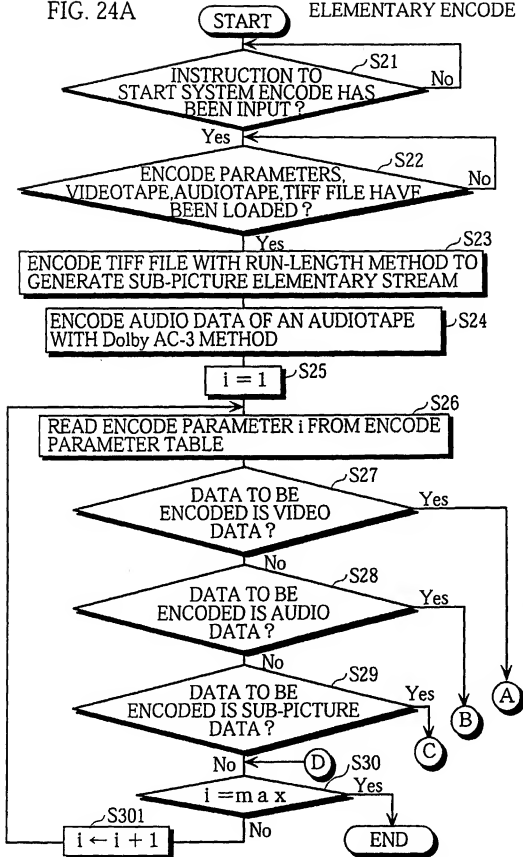 FIG. 24A
ELEMENTARY ENCODE
START
S21
INSTRUCTION TO
START SYSTEM ENCODE HAS
BEEN INPUT ?
No
Yes
S22
ENCODE PARAMETERS,
VIDEOTAPE,AUDIOTAPE,TIFF FILE HAVE
BEEN LOADED ?
No
Yes
S23
ENCODE TIFF FILE WITH RUN-LENGTH METHOD TO
GENERATE SUB-PICTURE ELEMENTARY STREAM
S24
ENCODE AUDIO DATA OF AN AUDIOTAPE
WITH Dolby AC-3 METHOD
S25
i = 1
S26
READ ENCODE PARAMETER i FROM ENCODE
PARAMETER TABLE
S27
DATA TO BE
ENCODED IS VIDEO
DATA ?
Yes
No
S28
DATA TO BE
ENCODED IS AUDIO
DATA ?
Yes
No
S29
DATA TO BE
ENCODED IS SUB-PICTURE
DATA ?
Yes
A
B
C
No
D
S30
i = max
Yes
No
S301
i ← i + 1
END